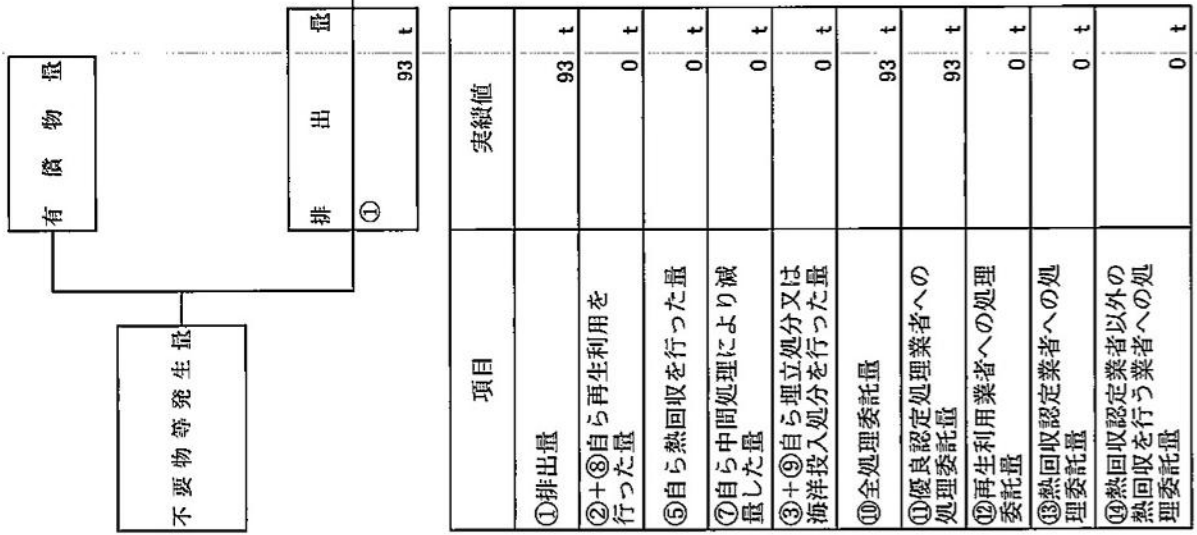 有償物量
不要物等発生量
排出量
①
93 t
項目 実績値
①排出量 93 t
②+⑧自ら再生利用を
行った量 0 t
⑤自ら熱回収を行った量 0 t
⑦自ら中間処理により減
量した量 0 t
③+⑨自ら埋立処分又は
海洋投入処分を行った量 0 t
⑩全処理委託量 93 t
⑪優良認定処理業者への
処理委託量 93 t
⑫再生利用業者への処理
委託量 0 t
⑬熱回収認定業者への処
理委託量 0 t
⑭熱回収認定業者以外の
熱回収を行う業者への処
理委託量 0 t